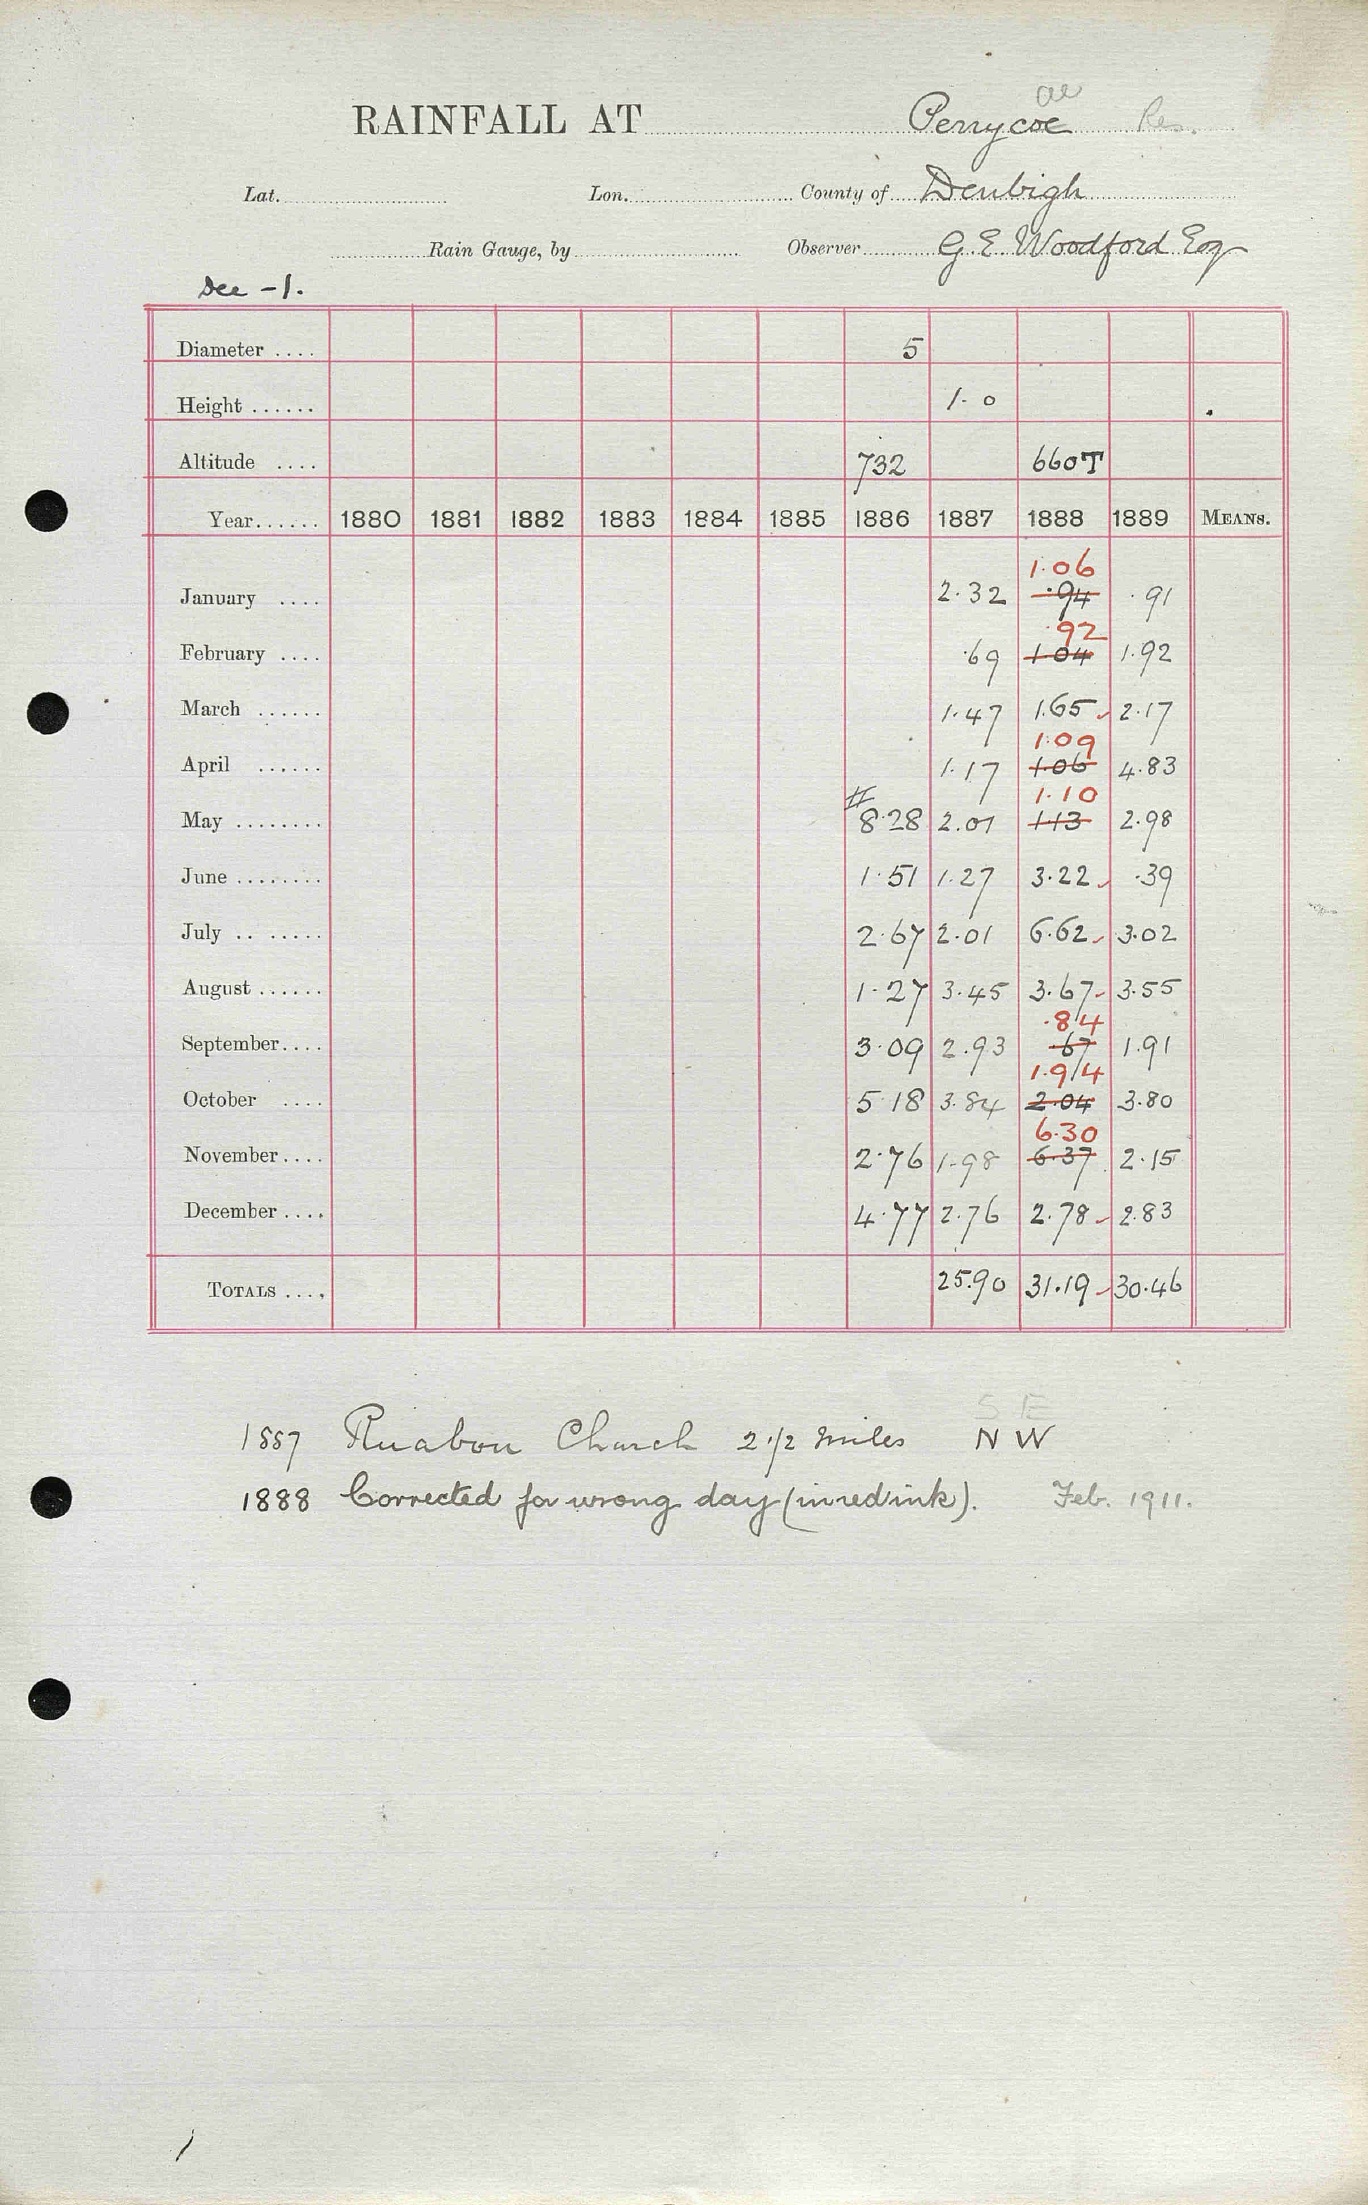 ae
RAINFALL AT Penycoe Res.
Lat. Lon. County of Denbigh
Rain Gauge, by Observer G. E. Woodford Esq
Dee -1.
Diameter .... 5
Height ...... 1. 0
Altitude .... 732 660T
Year...... 1880 1881 1882 1883 1884 1885 1886 1887 1888 1889 MEANS.
1.06
January .... 2.32 .94 .91
.92
February .... .69 1.04 1.92
March ...... 1.47 1.65 2.17
1.09
April ...... 1.17 1.06 4.83
1.10
May ........ # 8.28 2.01 1.13 2.98
June ........ 1.51 1.27 3.22 .39
July .. ..... 2.67 2.01 6.62 3.02
August ...... 1.27 3.45 3.67 3.55
.84
September.... 3.09 2.93 .67 1.91
1.94
October .... 5.18 3.84 2.04 3.80
6.30
November .... 2.76 1.98 6.37 2.15
December .... 4.77 2.76 2.78 2.83
TOTALS .... 25.90 31.19 30.46
S E
1887 Ruabon Church 2 1/2 miles N W
1888 Corrected for wrong day (in red ink). Feb. 1911.